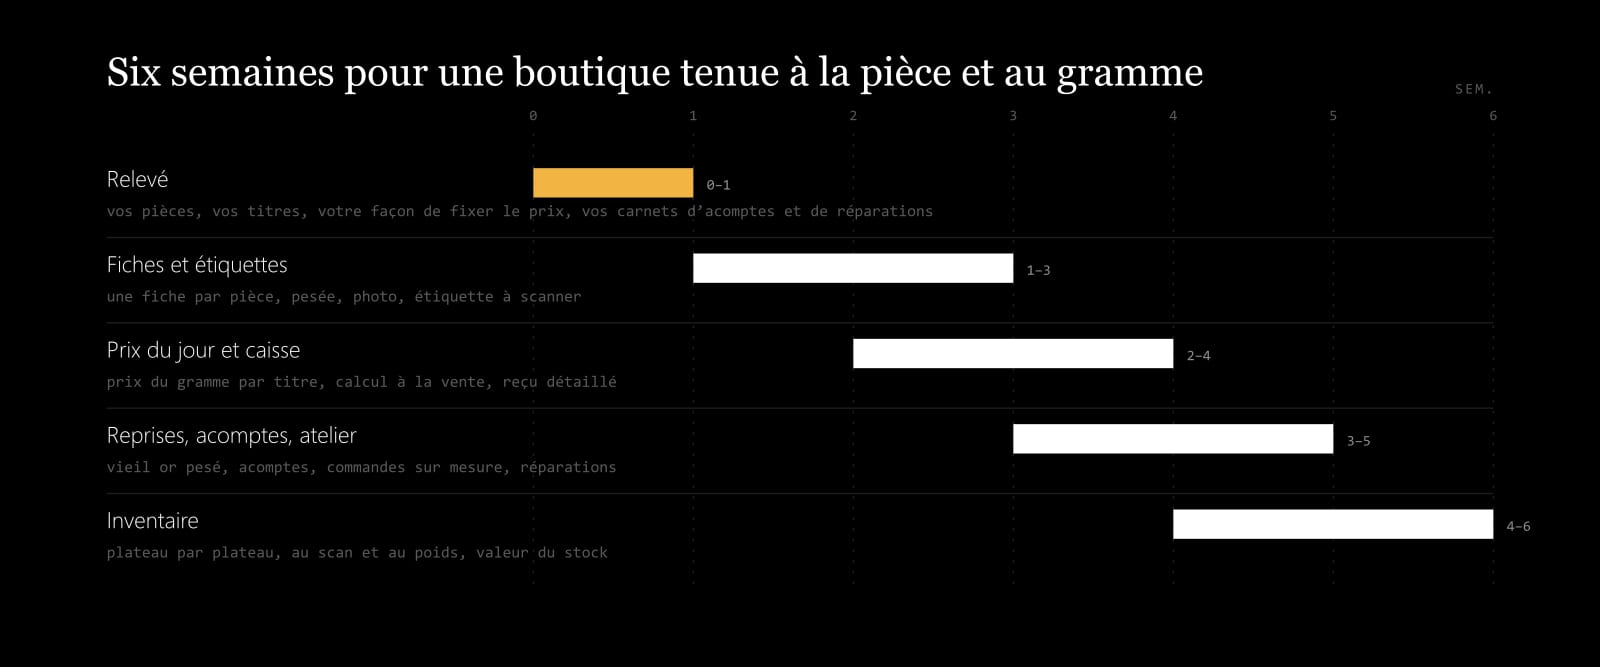 Six semaines pour une boutique tenue à la pièce et au gramme
SEM.
0 1 2 3 4 5 6
Relevé
0–1
vos pièces, vos titres, votre façon de fixer le prix, vos carnets d’acomptes et de réparations
Fiches et étiquettes
1–3
une fiche par pièce, pesée, photo, étiquette à scanner
Prix du jour et caisse
2–4
prix du gramme par titre, calcul à la vente, reçu détaillé
Reprises, acomptes, atelier
3–5
vieil or pesé, acomptes, commandes sur mesure, réparations
Inventaire
4–6
plateau par plateau, au scan et au poids, valeur du stock